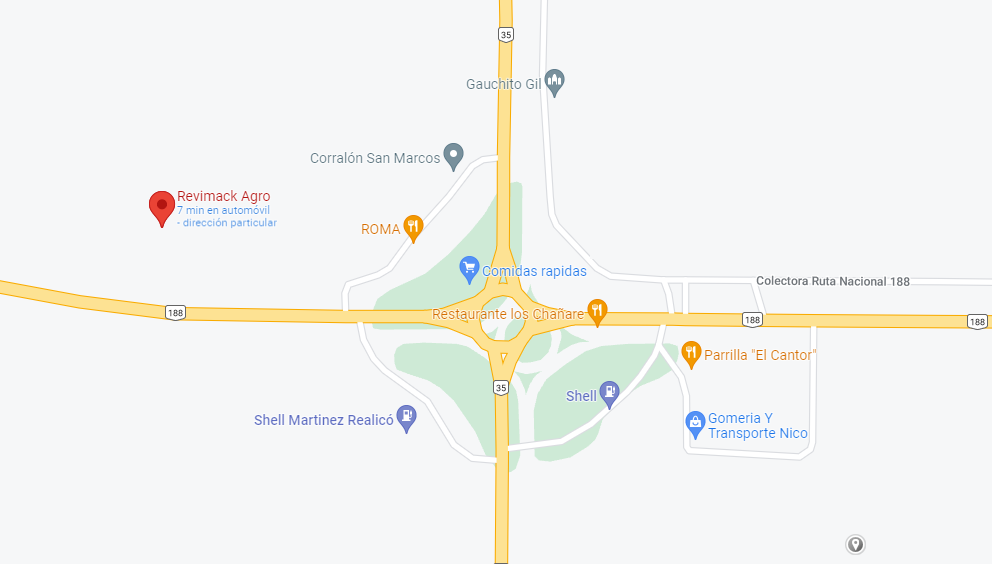 35
Gauchito Gil
Corralón San Marcos
Revimack Agro
7 min en automóvil
· dirección particular
ROMA
Comidas rapidas
Colectora Ruta Nacional 188
188
Restaurante los Chañare
188
188
Parrilla "El Cantor"
35
Shell
Shell Martinez Realicó
Gomeria Y
Transporte Nico